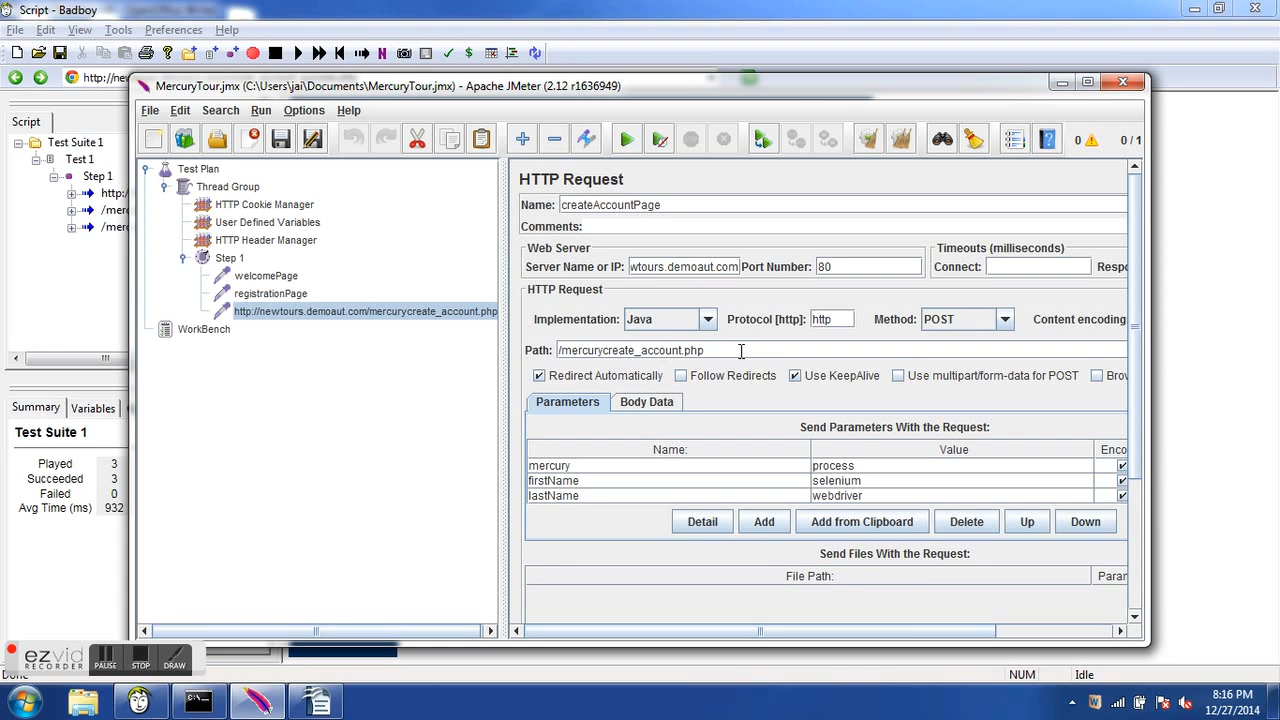 Script - Badboy
File Edit View Tools Preferences Help
N $
http://ne
MercuryTour.jmx (C:\Users\jai\Documents\MercuryTour.jmx) - Apache JMeter (2.12 r1636949)
File Edit Search Run Options Help
0 0 / 1
Script
Test Suite 1
Test 1
Step 1
http:/
/merc
/merc
Summary Variables
Test Suite 1
Played 3
Succeeded 3
Failed 0
Avg Time (ms) 932
Test Plan
Thread Group
HTTP Cookie Manager
User Defined Variables
HTTP Header Manager
Step 1
welcomePage
registrationPage
http://newtours.demoaut.com/mercurycreate_account.php
WorkBench
HTTP Request
Name: createAccountPage
Comments:
Web Server
Timeouts (milliseconds)
Server Name or IP: wtours.demoaut.com Port Number: 80
Connect: Respo
HTTP Request
Implementation: Java Protocol [http]: http Method: POST Content encoding
Path: /mercurycreate_account.php
Redirect Automatically Follow Redirects Use KeepAlive Use multipart/form-data for POST Brow
Parameters Body Data
Send Parameters With the Request:
Name: Value Enco
mercury process
firstName selenium
lastName webdriver
Detail Add Add from Clipboard Delete Up Down
Send Files With the Request:
File Path: Param
ezvid
RECORDER
PAUSE STOP DRAW
NUM Idle
8:16 PM
12/27/2014